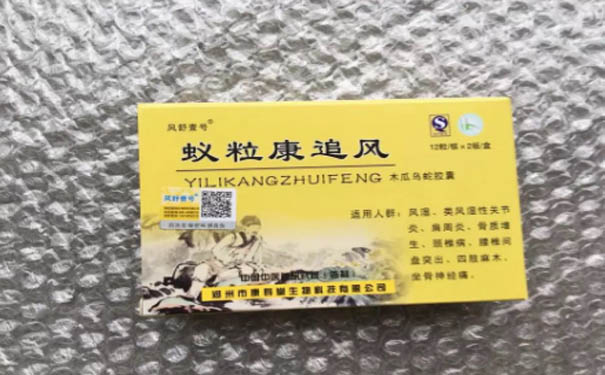 风舒壹号®
蚁粒康追风
YILIKANGZHUIFENG 木瓜乌蛇胶囊
12粒/板×2板/盒
风舒壹号
适用人群：风湿、类风湿性关节
炎、肩周炎、骨质增
生、颈椎病、腰椎间
盘突出、四肢麻木、
坐骨神经痛。
郑州市康舜堂生物科技有限公司